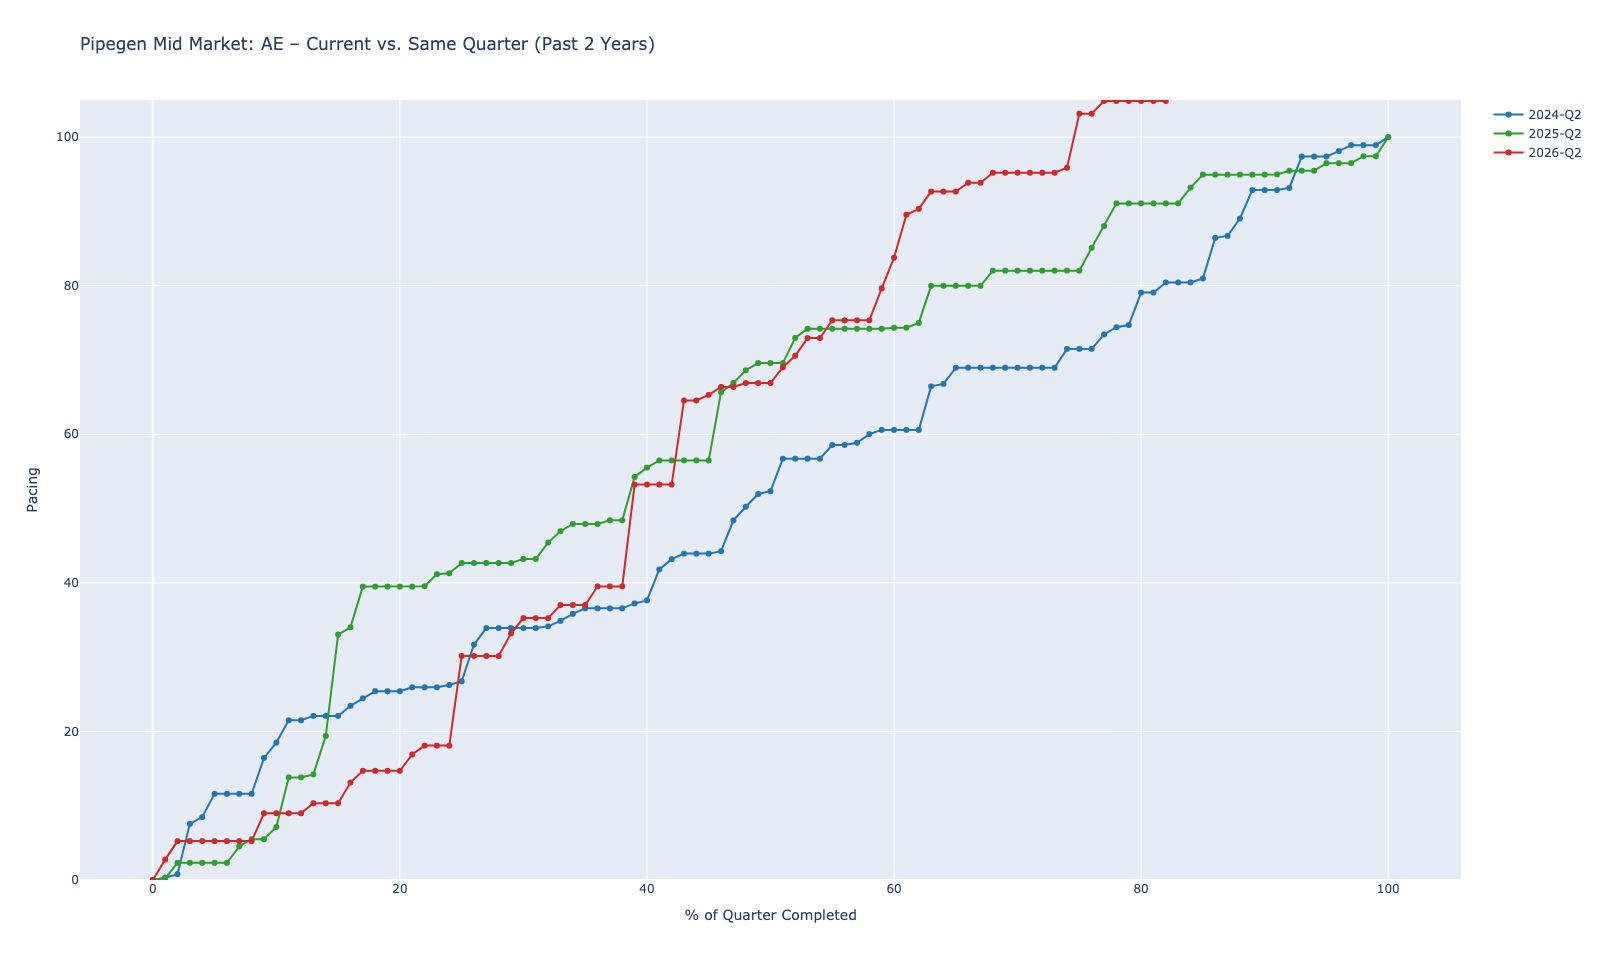 Pipegen Mid Market: AE – Current vs. Same Quarter (Past 2 Years)
2024-Q2
2025-Q2
2026-Q2
Pacing
100
80
60
40
20
0
0 20 40 60 80 100
% of Quarter Completed